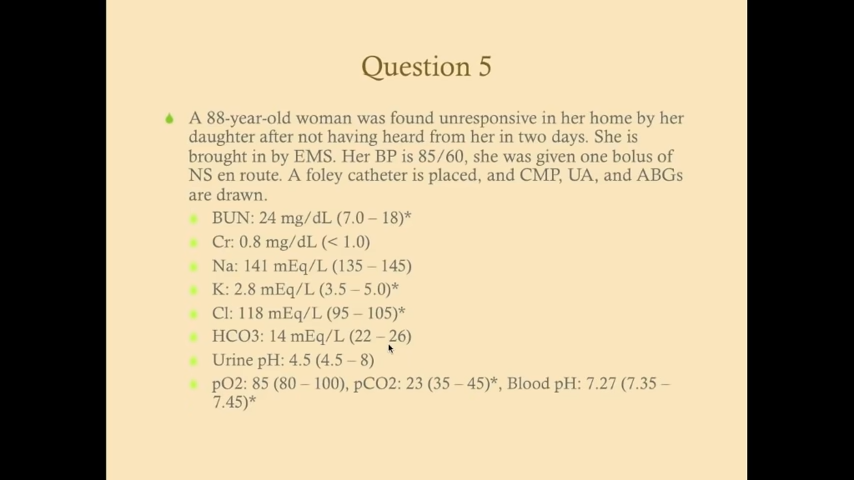 Question 5
A 88-year-old woman was found unresponsive in her home by her
daughter after not having heard from her in two days. She is
brought in by EMS. Her BP is 85/60, she was given one bolus of
NS en route. A foley catheter is placed, and CMP, UA, and ABGs
are drawn.
BUN: 24 mg/dL (7.0 – 18)*
Cr: 0.8 mg/dL (< 1.0)
Na: 141 mEq/L (135 – 145)
K: 2.8 mEq/L (3.5 – 5.0)*
Cl: 118 mEq/L (95 – 105)*
HCO3: 14 mEq/L (22 – 26)
Urine pH: 4.5 (4.5 – 8)
pO2: 85 (80 – 100), pCO2: 23 (35 – 45)*, Blood pH: 7.27 (7.35 –
7.45)*